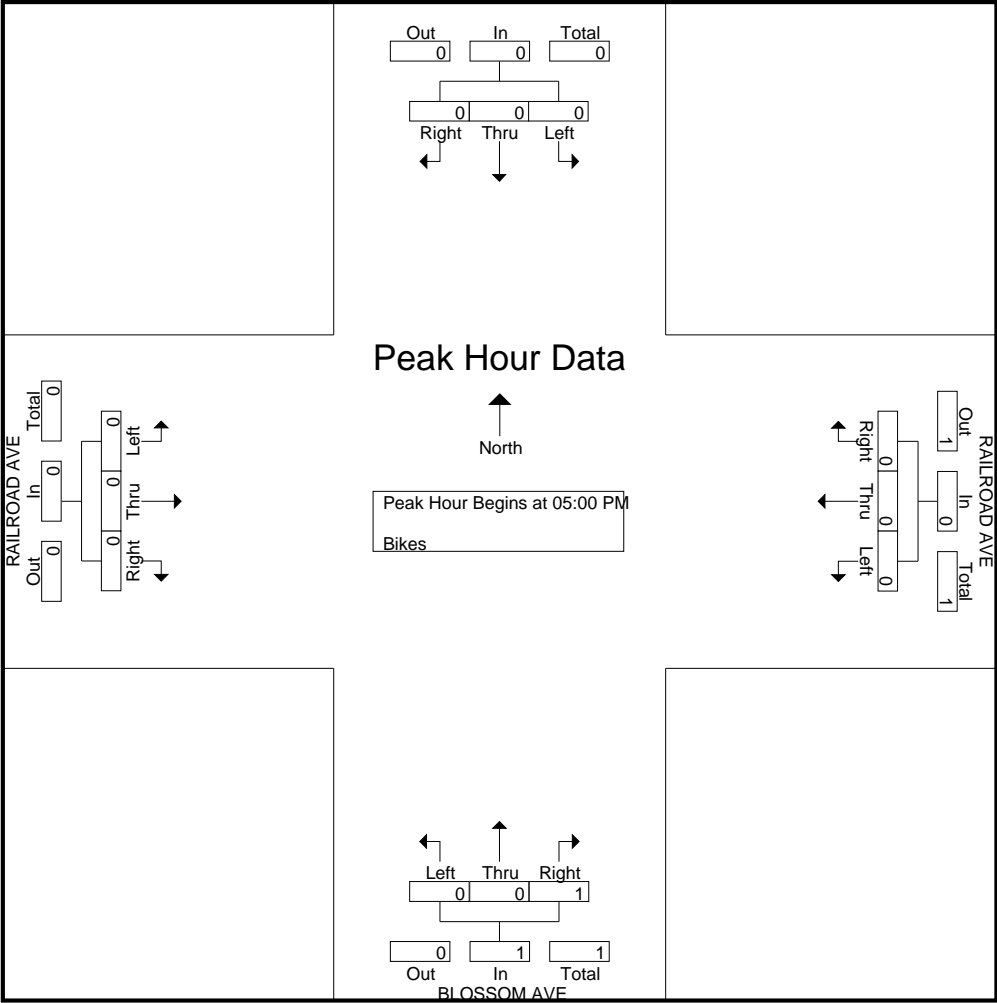 Out In Total
0 0 0
0 0 0
Right Thru Left
Peak Hour Data
North
Peak Hour Begins at 05:00 PM
Bikes
RAILROAD AVE
Total In Out
0 0 0
0 0 0
Left Thru Right
Right Thru Left
0 0 0
Out In Total
1 0 1
RAILROAD AVE
Left Thru Right
0 0 1
0 1 1
Out In Total
BLOSSOM AVE